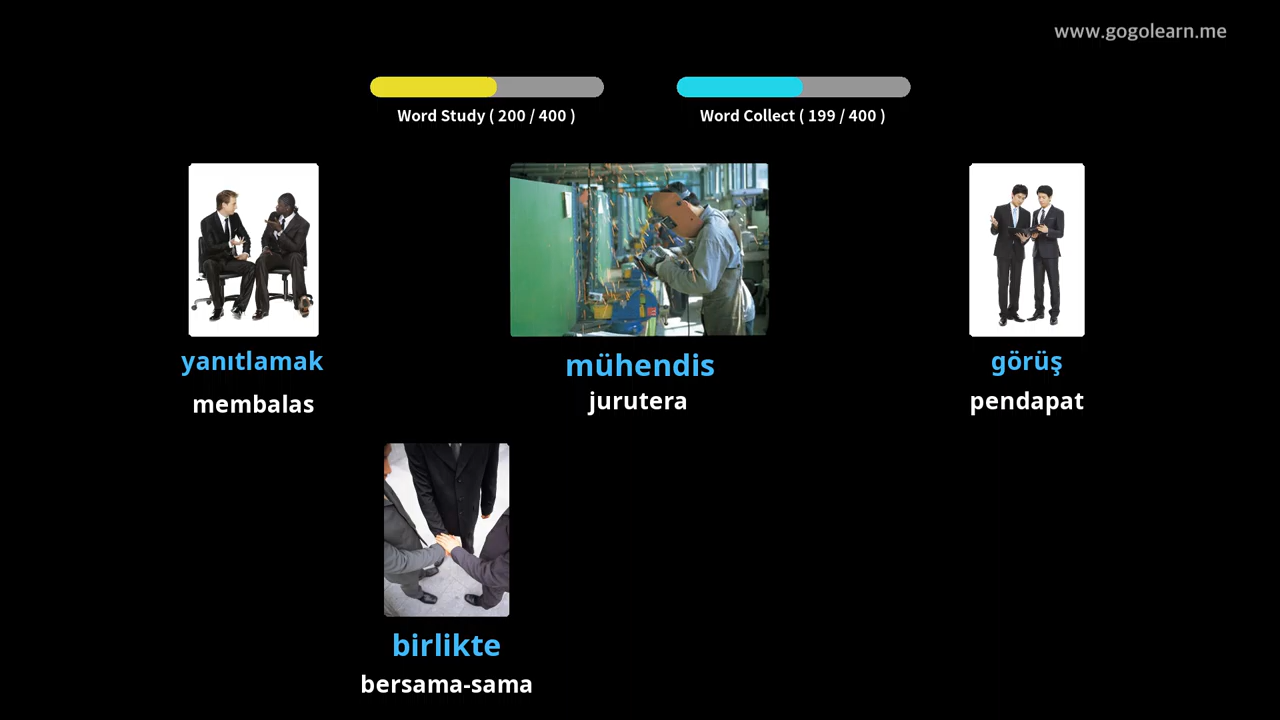 www.gogolearn.me
Word Study ( 200 / 400 )
Word Collect ( 199 / 400 )
yanıtlamak
membalas
mühendis
jurutera
görüş
pendapat
birlikte
bersama-sama